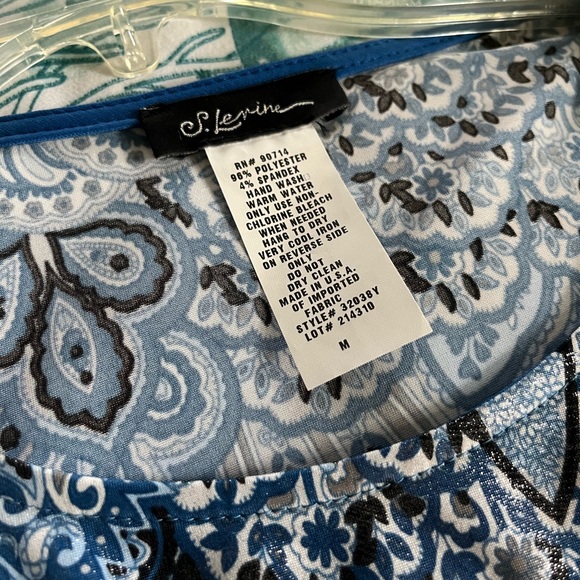 S. Levine
RN# 90714
96% POLYESTER
4% SPANDEX
HAND WASH
WARM WATER
ONLY USE NON-
CHLORINE BLEACH
WHEN NEEDED
HANG TO DRY
VERY COOL IRON
ON REVERSE SIDE
ONLY.
DO NOT
DRY CLEAN
MADE IN U.S.A.
OF IMPORTED
FABRIC
STYLE# 32038Y
LOT# 214310
M